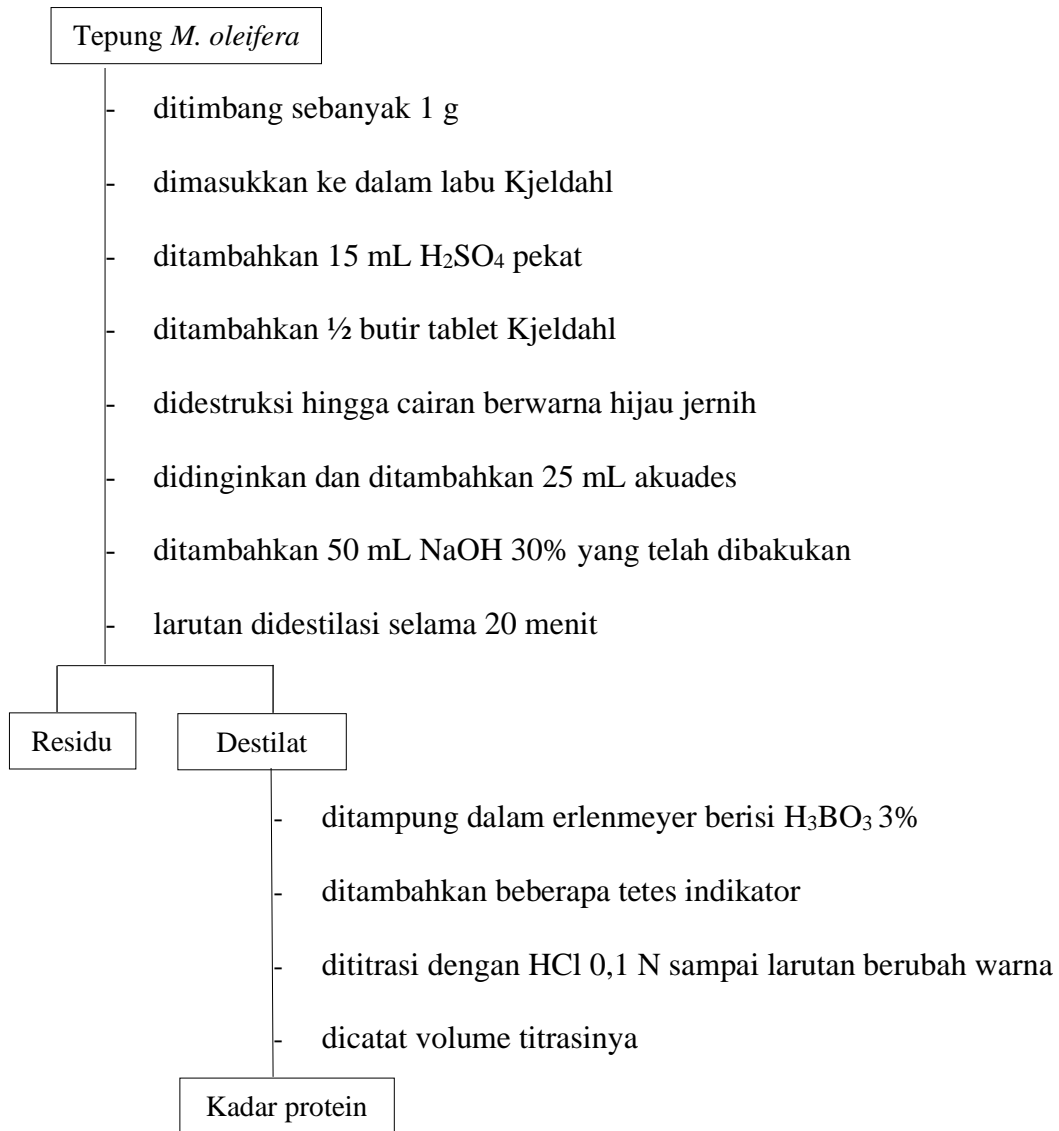 Tepung M. oleifera
- ditimbang sebanyak 1 g
- dimasukkan ke dalam labu Kjeldahl
- ditambahkan 15 mL H₂SO₄ pekat
- ditambahkan ½ butir tablet Kjeldahl
- didestruksi hingga cairan berwarna hijau jernih
- didinginkan dan ditambahkan 25 mL akuades
- ditambahkan 50 mL NaOH 30% yang telah dibakukan
- larutan didestilasi selama 20 menit
Residu
Destilat
- ditampung dalam erlenmeyer berisi H₃BO₃ 3%
- ditambahkan beberapa tetes indikator
- dititrasi dengan HCl 0,1 N sampai larutan berubah warna
- dicatat volume titrasinya
Kadar protein